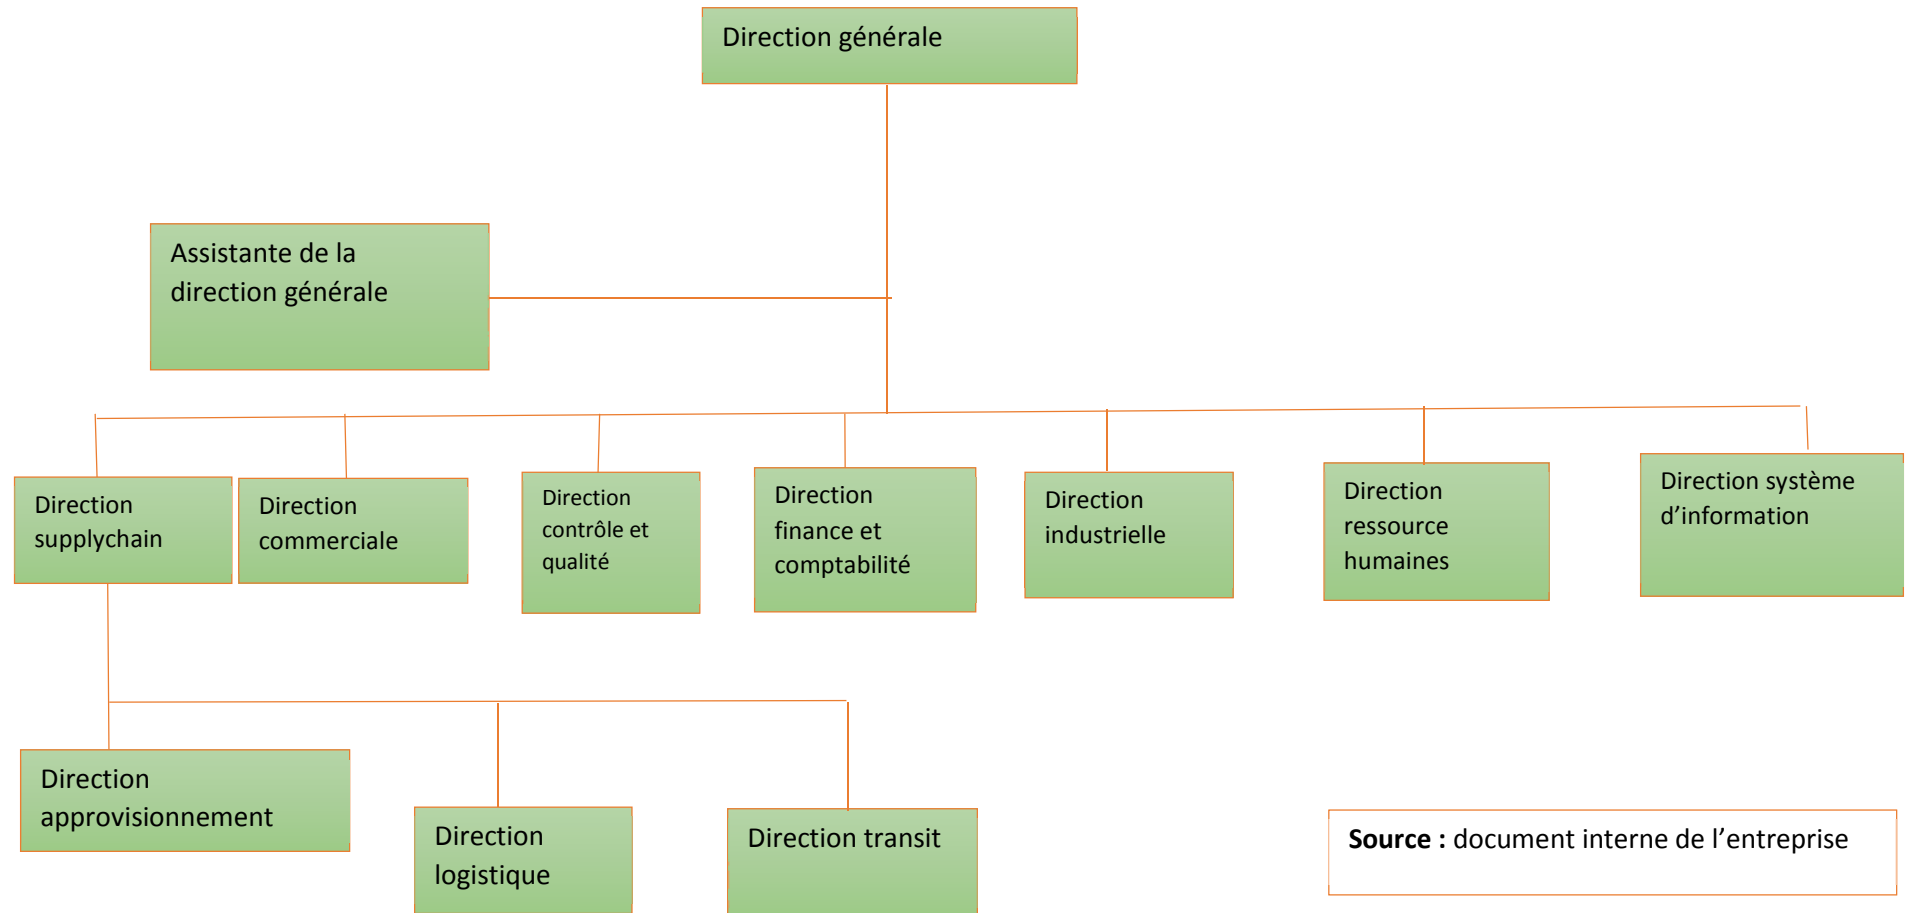 Direction générale
Assistante de la
direction générale
Direction
supplychain
Direction
commerciale
Direction
contrôle et
qualité
Direction
finance et
comptabilité
Direction
industrielle
Direction
ressource
humaines
Direction système
d’information
Direction
approvisionnement
Direction
logistique
Direction transit
Source : document interne de l’entreprise